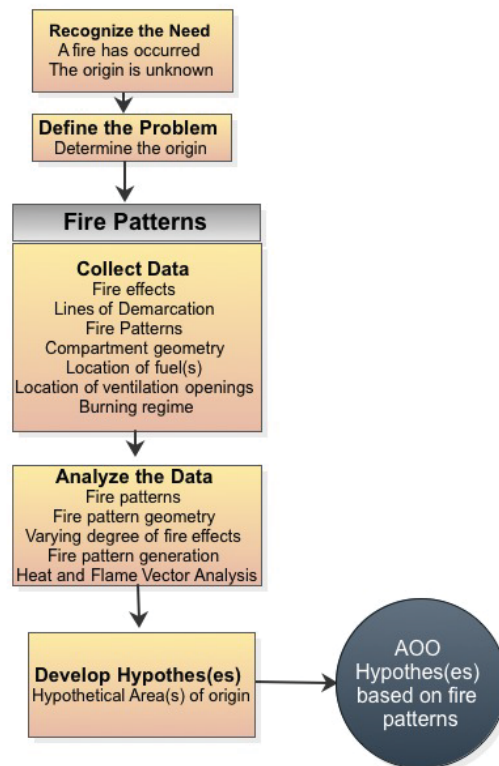 Recognize the Need
A fire has occurred
The origin is unknown
Define the Problem
Determine the origin
Fire Patterns
Collect Data
Fire effects
Lines of Demarcation
Fire Patterns
Compartment geometry
Location of fuel(s)
Location of ventilation openings
Burning regime
Analyze the Data
Fire patterns
Fire pattern geometry
Varying degree of fire effects
Fire pattern generation
Heat and Flame Vector Analysis
Develop Hypothes(es)
Hypothetical Area(s) of origin
AOO
Hypothes(es)
based on fire
patterns